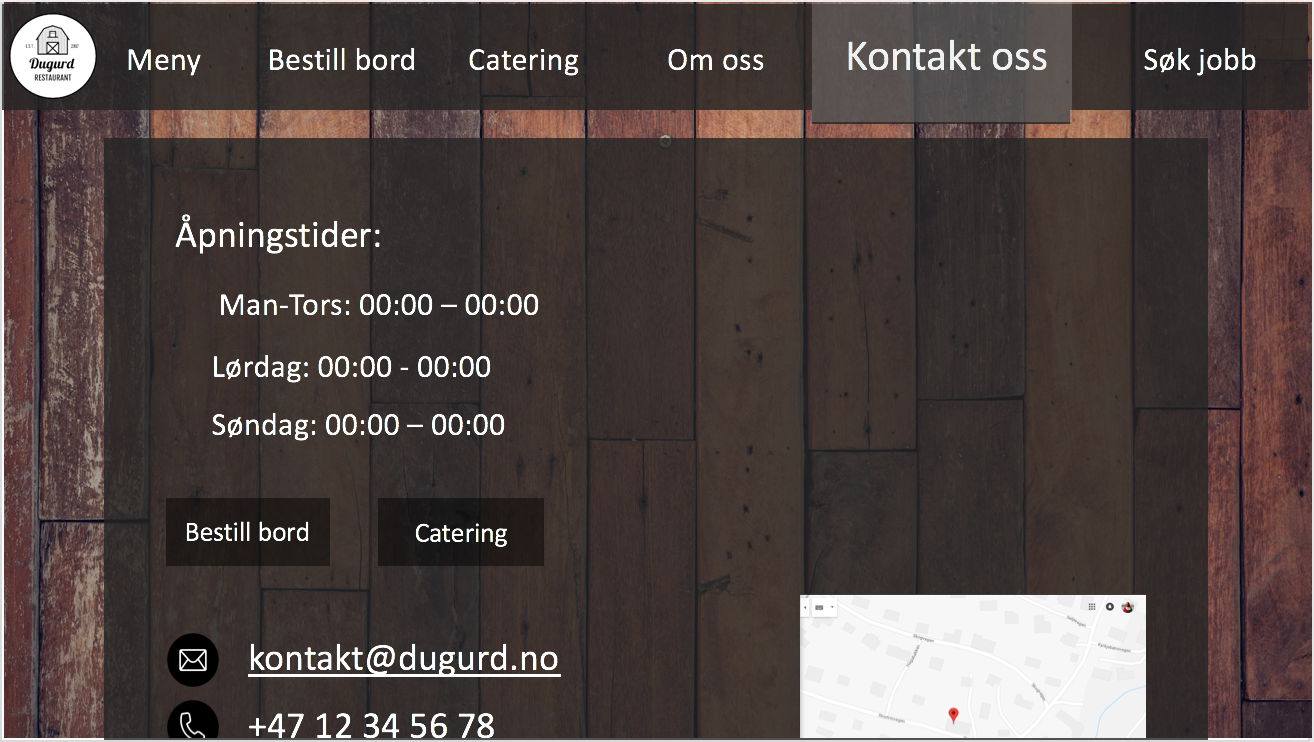 EST.
Dugurd
RESTAURANT
Meny
Bestill bord
Catering
Om oss
Kontakt oss
Søk jobb
Åpningstider:
Man-Tors: 00:00 – 00:00
Lørdag: 00:00 - 00:00
Søndag: 00:00 – 00:00
Bestill bord
Catering
kontakt@dugurd.no
+47 12 34 56 78